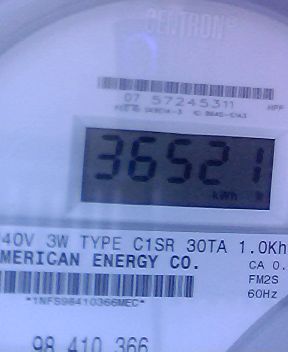 CENTRON®
07 57245311
36521
kWh
40V 3W TYPE C1SR 30TA 1.0Kh
MERICAN ENERGY CO.
CA 0.
FM2S
60Hz
*1NFS98410366MEC*
98 410 366